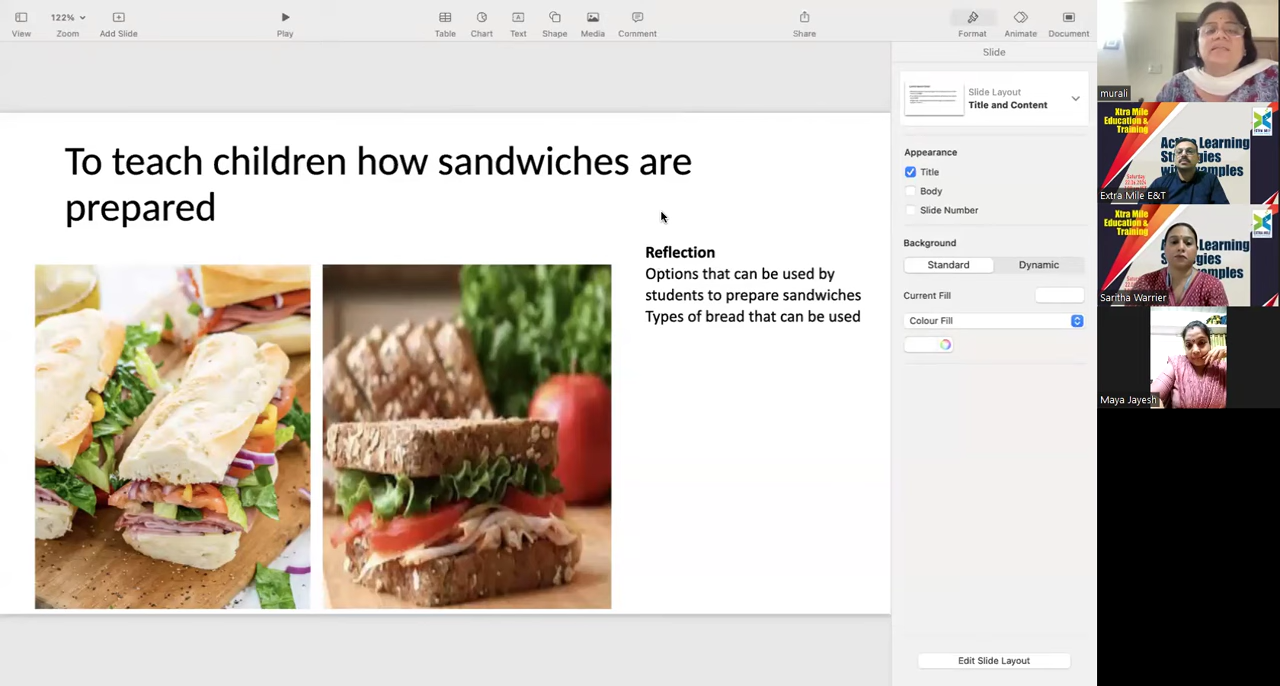 122%
View
Zoom
Add Slide
Play
Table
Chart
Text
Shape
Media
Comment
Share
Format
Animate
Document
To teach children how sandwiches are
prepared
Reflection
Options that can be used by
students to prepare sandwiches
Types of bread that can be used
Slide
Slide Layout
Title and Content
Appearance
Title
Body
Slide Number
Background
Standard
Dynamic
Current Fill
Colour Fill
Edit Slide Layout
murali
Xtra Mile
Education &
Training
Learning
Extra Mile E&T
Xtra Mile
Education &
Training
Learning
Saritha Warrier
Maya Jayesh